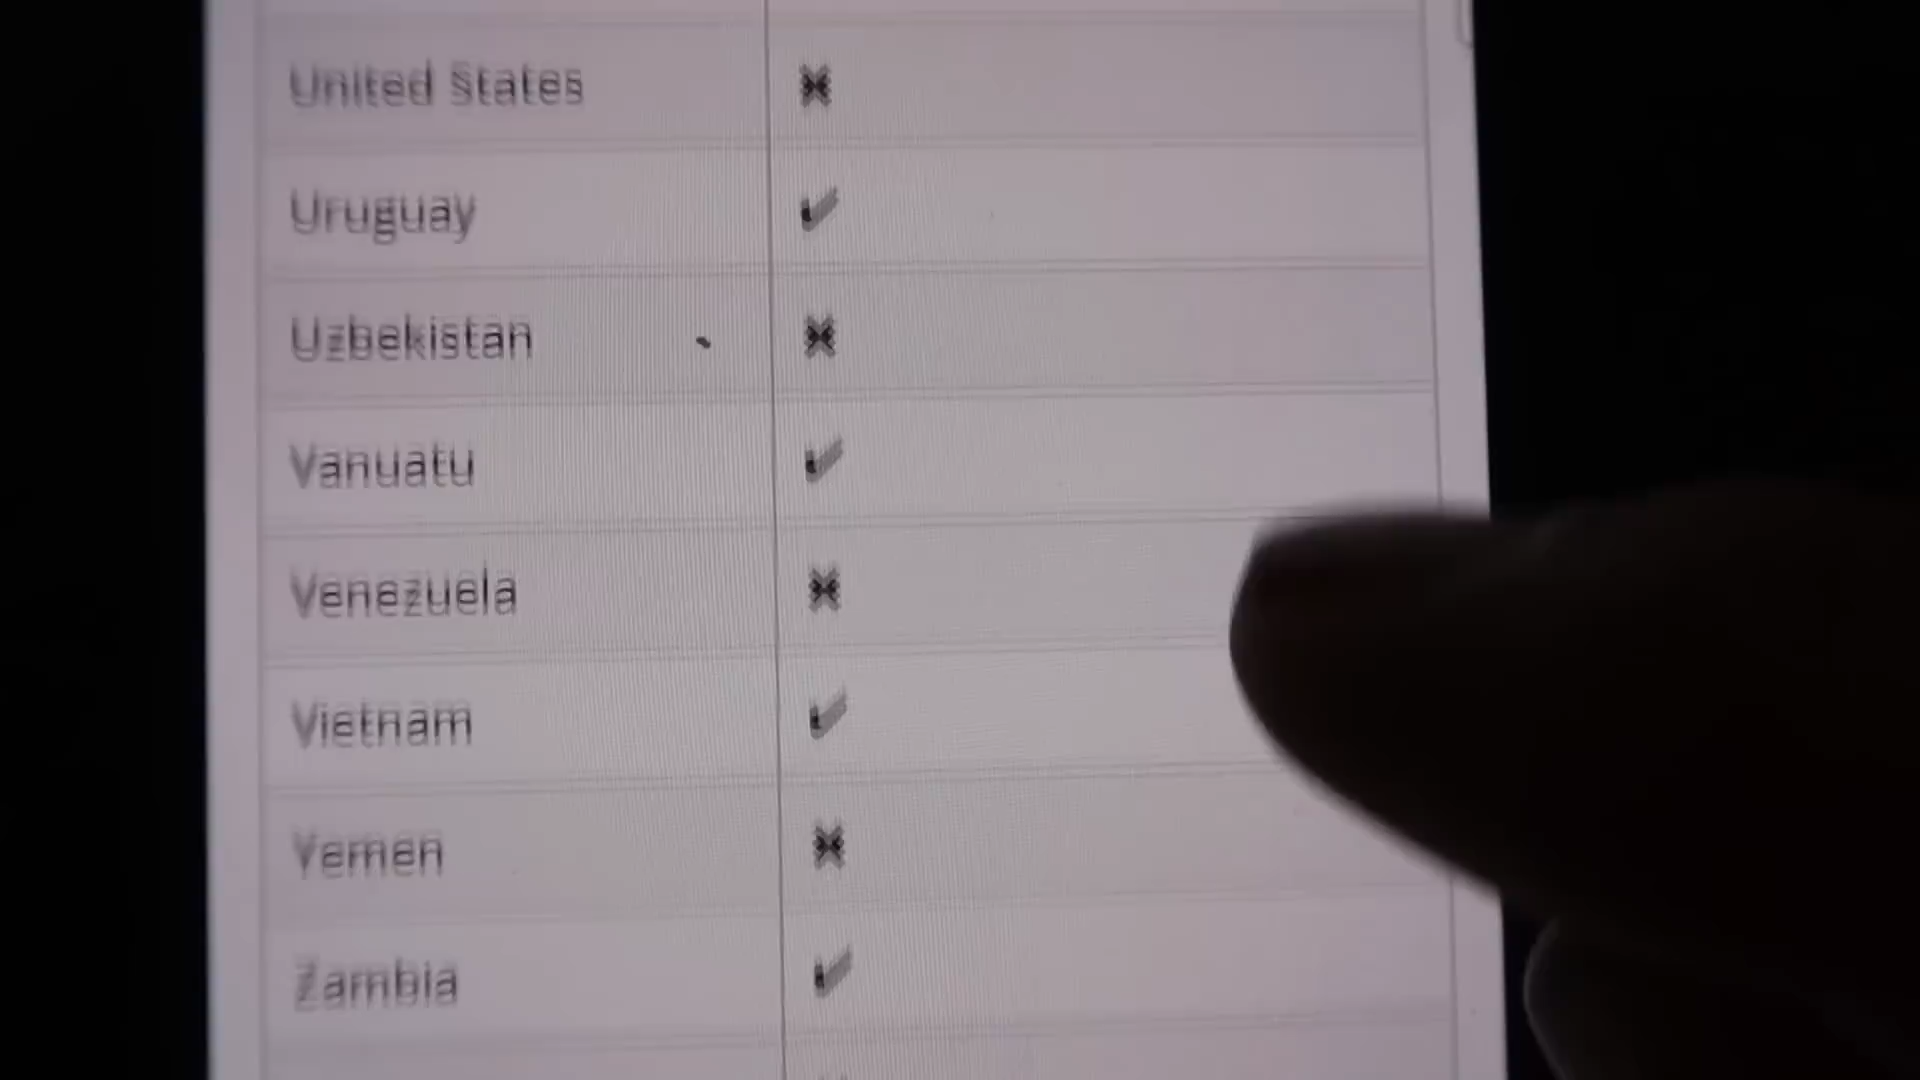 United States ✖
Uruguay ✔
Uzbekistan ✖
Vanuatu ✔
Venezuela ✖
Vietnam ✔
Yemen ✖
Zambia ✔